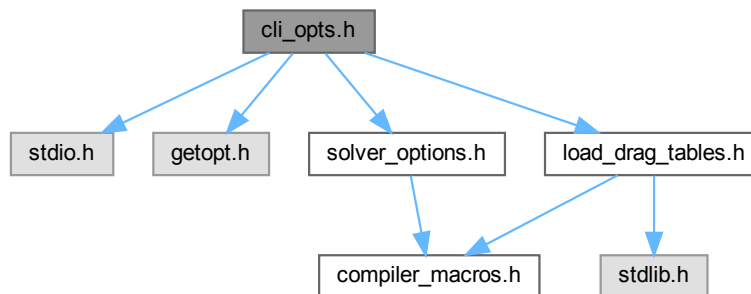 cli_opts.h
stdio.h
getopt.h
solver_options.h
load_drag_tables.h
compiler_macros.h
stdlib.h